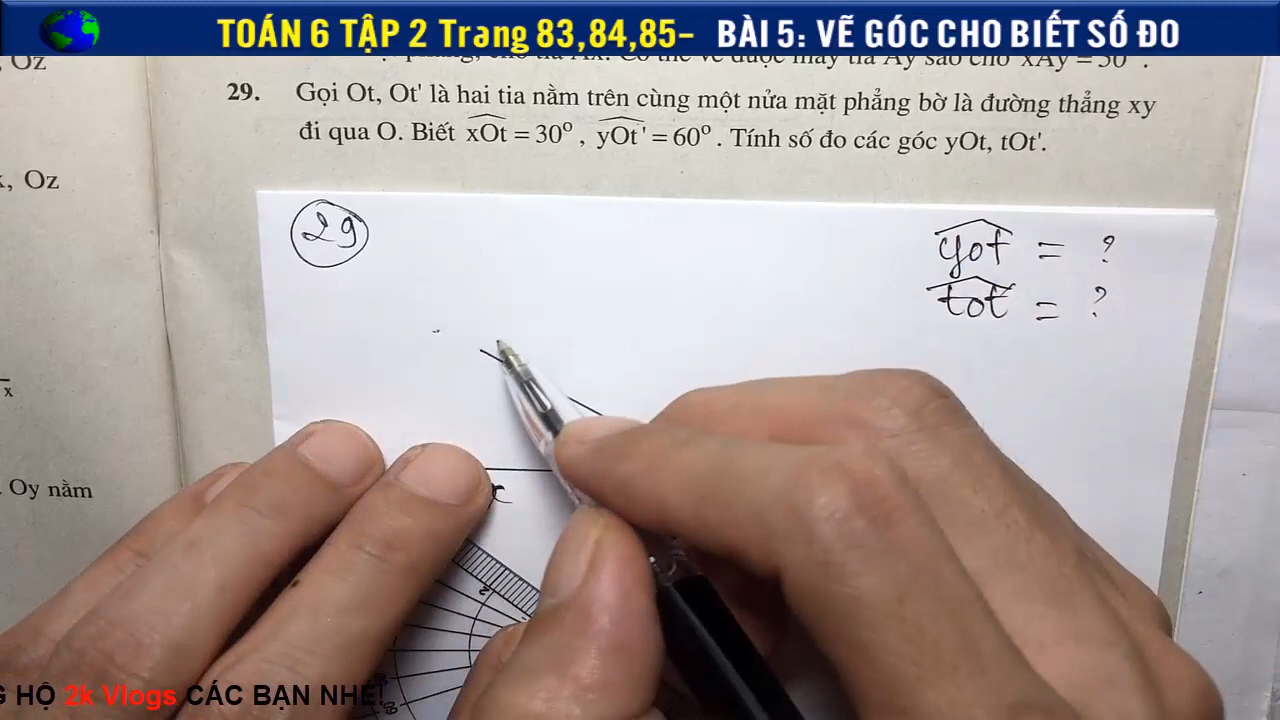 TOÁN 6 TẬP 2 Trang 83,84,85- BÀI 5: VẼ GÓC CHO BIẾT SỐ ĐO
, Oz
29. Gọi Ot, Ot' là hai tia nằm trên cùng một nửa mặt phẳng bờ là đường thẳng xy
đi qua O. Biết xOt = 30°, yOt' = 60°. Tính số đo các góc yOt, tOt'.
, Oz
29
yot = ?
tot' = ?
x
x
Oy nằm
HỘ 2k Vlogs CÁC BẠN NHÉ!